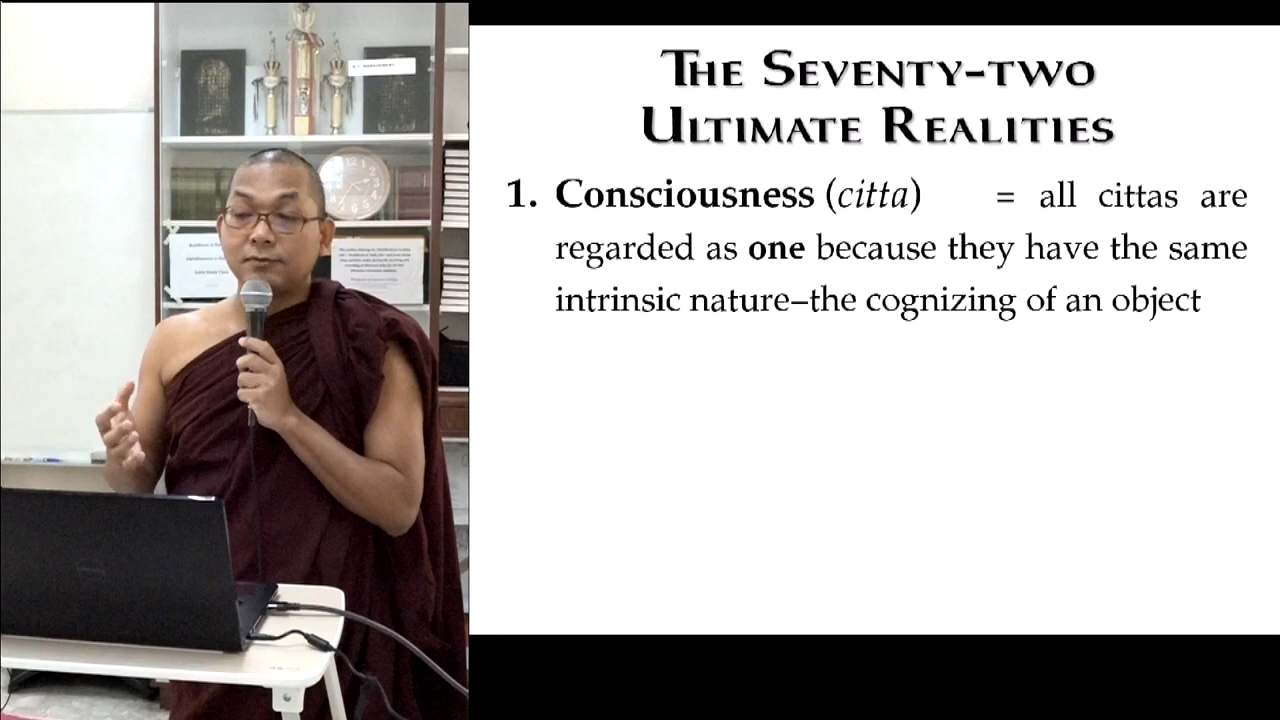 THE SEVENTY-TWO
ULTIMATE REALITIES
1. Consciousness (citta) = all cittas are
regarded as one because they have the same
intrinsic nature–the cognizing of an object